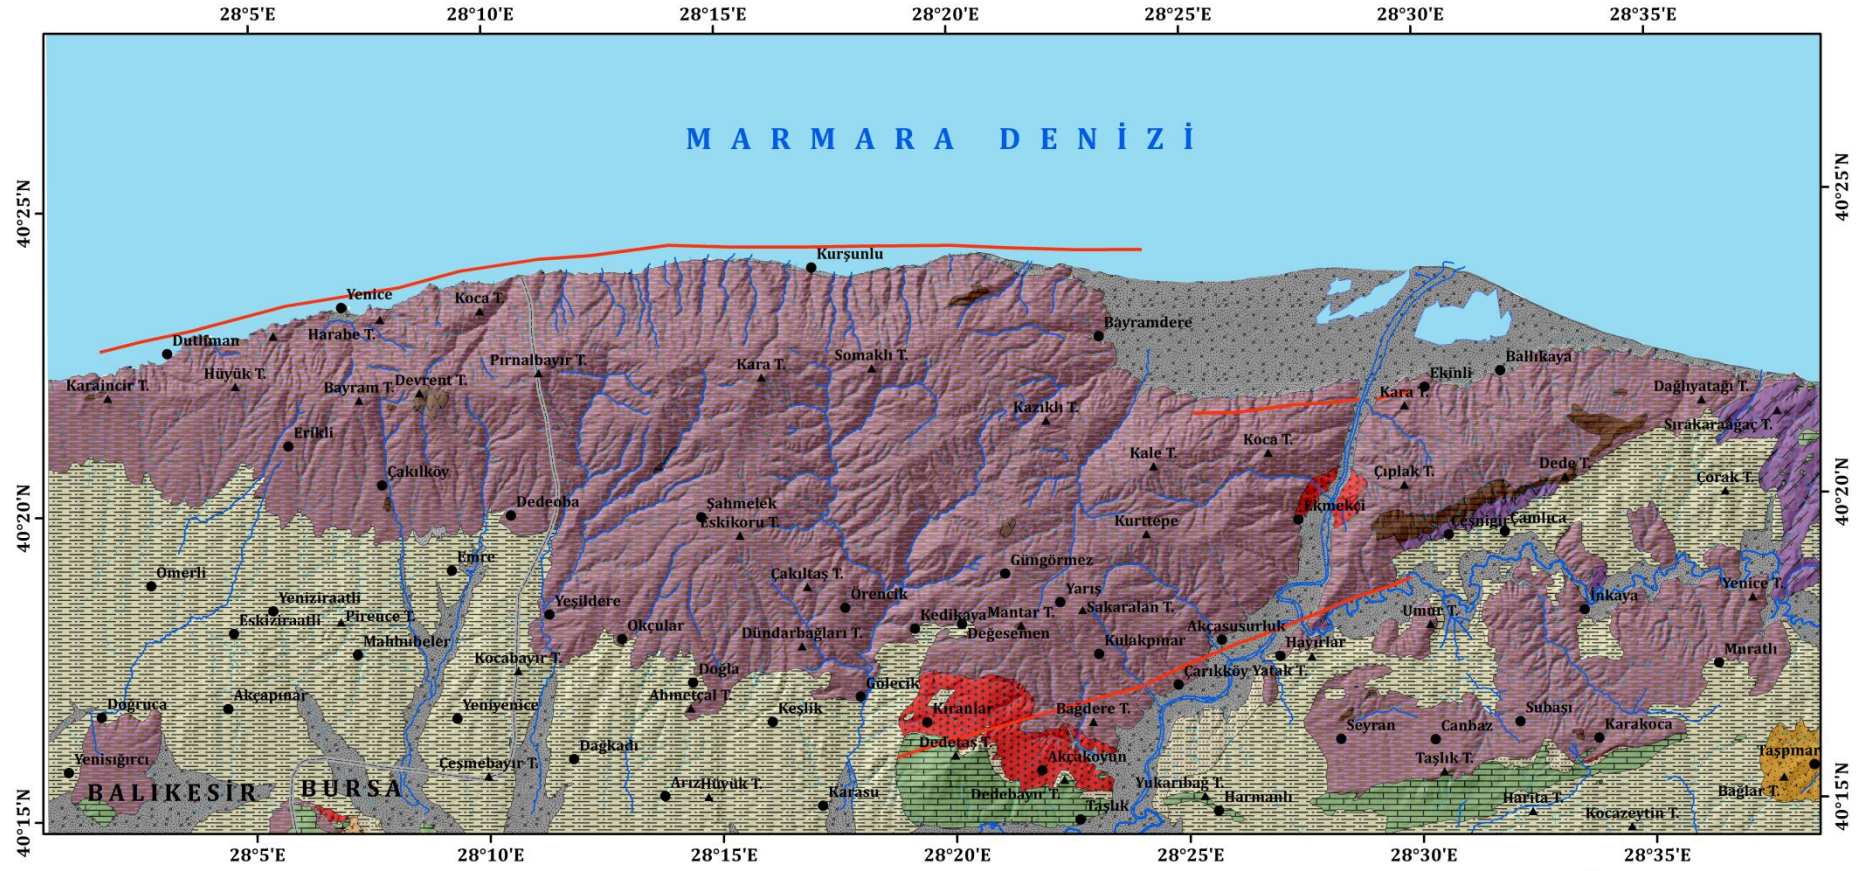 28°5'E 28°10'E 28°15'E 28°20'E 28°25'E 28°30'E 28°35'E
MARMARA DENİZİ
40°25'N 40°25'N
Kurşunlu
Yenice Koca T.
Harabe T. Bayramdere
Dutliman
Pırnalbayır T. Kara T. Somaklı T. Ballıkaya
Karaincir T. Hüyük T. Bayram T. Devrent T. Ekinli
Kara T. Dağlıyatağı T.
Kazıklı T.
Sırakaraağaç T.
Erikli Koca T.
Kale T.
Çakılköy Çıplak T. Dede T.
Çorak T.
40°20'N 40°20'N
Dedeoba Şahmelek Ekmekçi
Eskikoru T. Kurttepe Çeşnigir Çamlıca
Emre Güngörmez
Ömerli Çakıltaş T. Yarış Yenice T.
Yeniziraatli Yeşildere Örencik Sakaralan T. İnkaya
Eskiziraatli Pirence T. Kedikaya Mantar T. Umur T.
Okçular Dündarbağları T. Değesemen Akçasusurluk
Mahbubeler Kulakpınar Hayırlar Muratlı
Kocabayır T. Doğla Gölecik Carıkköy Yatak T.
Akçapınar Ahmetçal T.
Doğruca Yeniyenice Keşlik Kıranlar Bağdere T. Subaşı
Seyran Canbaz Karakoca
Dağkadı Dedetaş T. Taşpınar
Yenisığırcı Çeşmebayır T. Akçakoyun Taşlık T.
BALIKESİR BURSA Arız Hüyük T. Karasu Dedebayır T. Yukarıbağ T. Harmanlı Harita T. Bağlar T.
Taşlık Kocazeytin T.
40°15'N 40°15'N
28°5'E 28°10'E 28°15'E 28°20'E 28°25'E 28°30'E 28°35'E